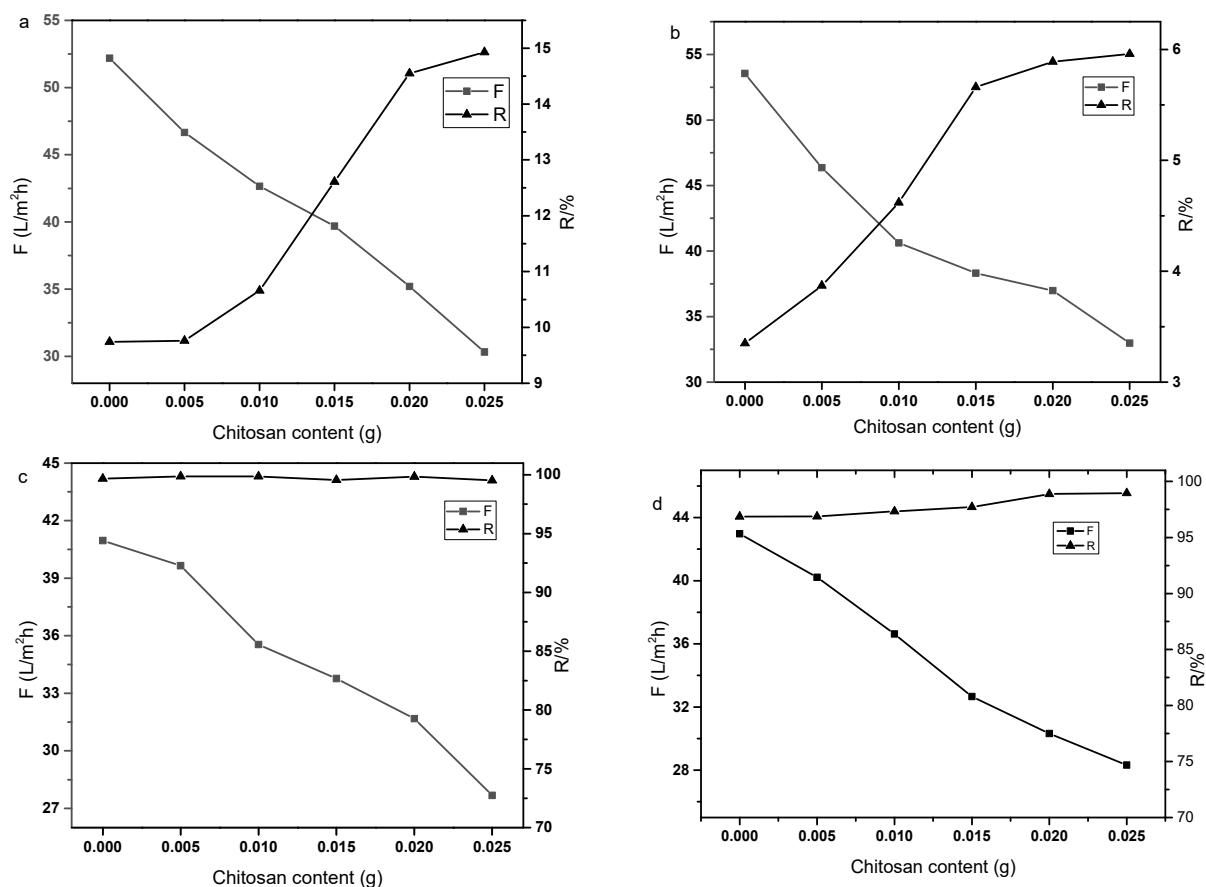 a
55
50
45
40
35
30
F (L/m²h)
15
14
13
12
11
10
9
R/%
F
R
0.000 0.005 0.010 0.015 0.020 0.025
Chitosan content (g)
b
55
50
45
40
35
30
F (L/m²h)
6
5
4
3
R/%
F
R
0.000 0.005 0.010 0.015 0.020 0.025
Chitosan content (g)
c
45
42
39
36
33
30
27
F (L/m²h)
100
95
90
85
80
75
70
R/%
F
R
0.000 0.005 0.010 0.015 0.020 0.025
Chitosan content (g)
d
44
40
36
32
28
F (L/m²h)
100
95
90
85
80
75
70
R/%
F
R
0.000 0.005 0.010 0.015 0.020 0.025
Chitosan content (g)